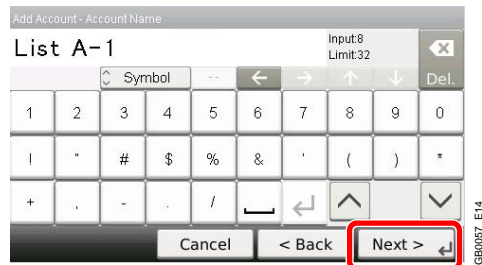 Add Account - Account Name
List A-1
Input:8
Limit:32
Symbol -- ← → ↑ ↓ Del.
1 2 3 4 5 6 7 8 9 0
! " # $ % & ' ( ) *
+ , - . /
Cancel < Back Next >
GB0057_E14